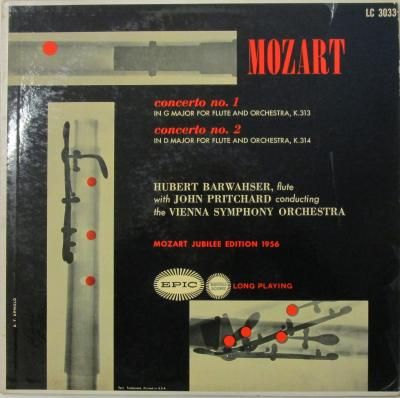 LC 3033
MOZART
concerto no. 1
IN G MAJOR FOR FLUTE AND ORCHESTRA, K.313
concerto no. 2
IN D MAJOR FOR FLUTE AND ORCHESTRA, K.314
HUBERT BARWAHSER, flute
with JOHN PRITCHARD conducting
the VIENNA SYMPHONY ORCHESTRA
MOZART JUBILEE EDITION 1956
EPIC
LONG PLAYING